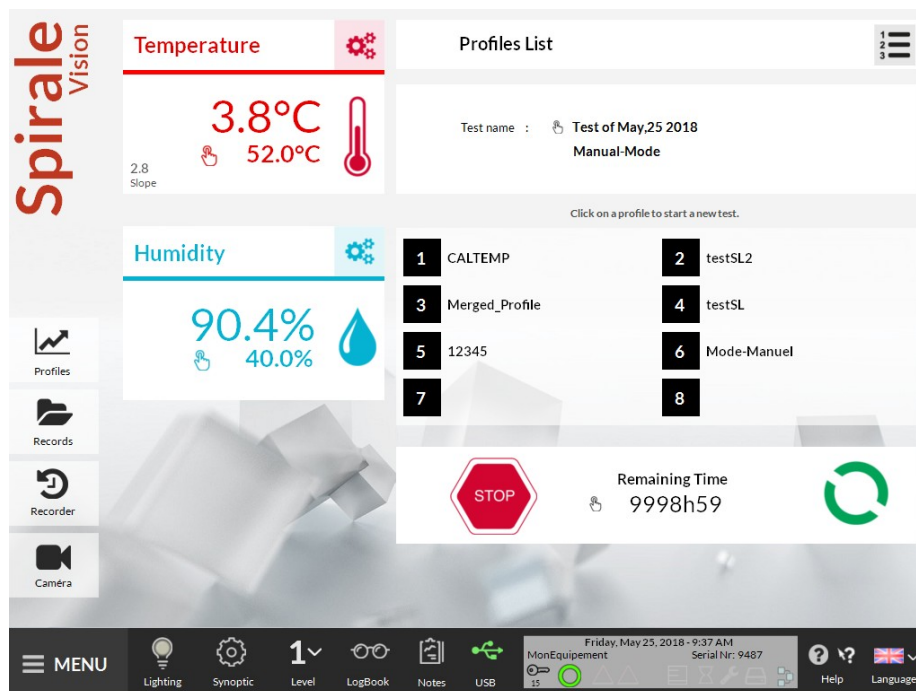 Spirale
Vision
Temperature
3.8°C
52.0°C
2.8
Slope
Humidity
90.4%
40.0%
Profiles List
1
2
3
Test name : Test of May,25 2018
Manual-Mode
Click on a profile to start a new test.
1 CALTEMP
2 testSL2
3 Merged_Profile
4 testSL
5 12345
6 Mode-Manuel
7
8
STOP
Remaining Time
9998h59
Profiles
Records
Recorder
Caméra
MENU
Lighting
Synoptic
1
Level
LogBook
Notes
USB
Friday, May 25, 2018 - 9:37 AM
MonEquipement Serial Nr: 9487
15
Help
Language